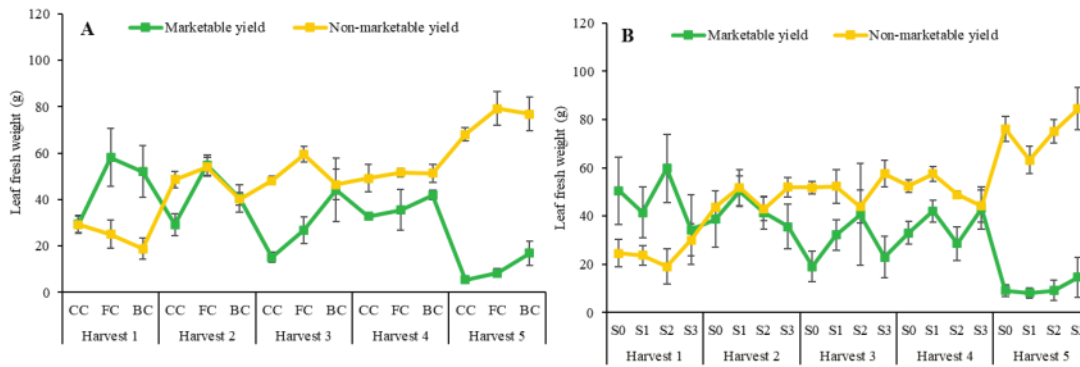 A
Marketable yield
Non-marketable yield
Leaf fresh weight (g)
120
100
80
60
40
20
0
CC FC BC CC FC BC CC FC BC CC FC BC CC FC BC
Harvest 1 Harvest 2 Harvest 3 Harvest 4 Harvest 5
B
Marketable yield
Non-marketable yield
Leaf fresh weight (g)
120
100
80
60
40
20
0
S0 S1 S2 S3 S0 S1 S2 S3 S0 S1 S2 S3 S0 S1 S2 S3 S0 S1 S2
Harvest 1 Harvest 2 Harvest 3 Harvest 4 Harvest 5